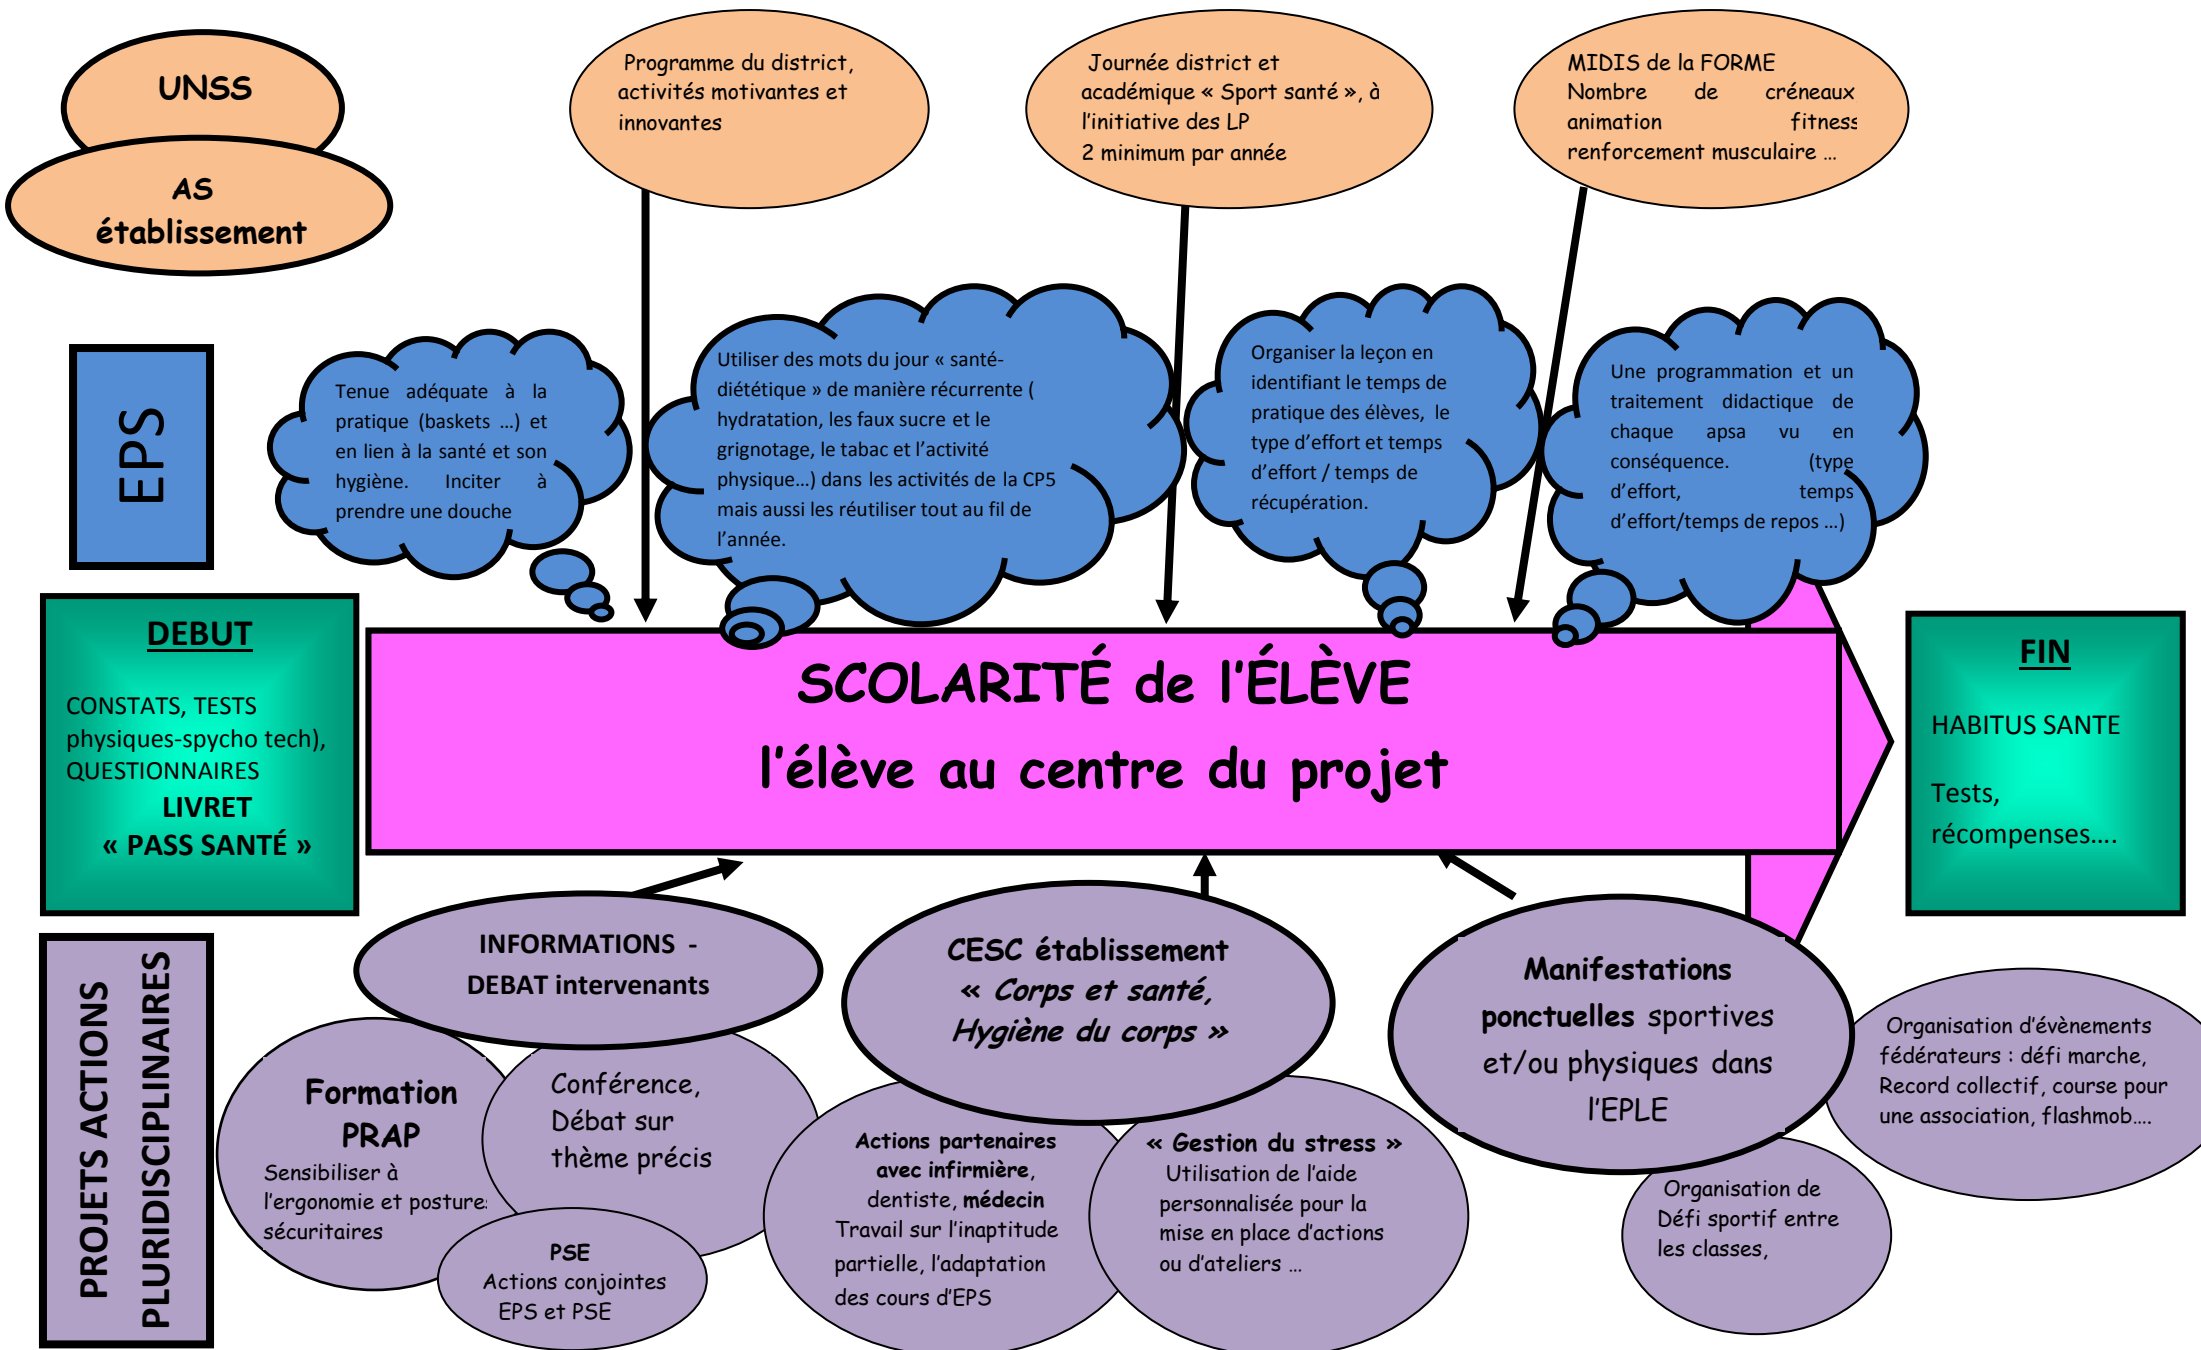 UNSS
AS
établissement
Programme du district,
activités motivantes et
innovantes
Journée district et
académique « Sport santé », à
l'initiative des LP
2 minimum par année
MIDIS de la FORME
Nombre de créneaux
animation fitness
renforcement musculaire …
EPS
Tenue adéquate à la
pratique (baskets …) et
en lien à la santé et son
hygiène. Inciter à
prendre une douche
Utiliser des mots du jour « santé-
diététique » de manière récurrente (
hydratation, les faux sucre et le
grignotage, le tabac et l’activité
physique…) dans les activités de la CP5
mais aussi les réutiliser tout au fil de
l’année.
Organiser la leçon en
identifiant le temps de
pratique des élèves, le
type d’effort et temps
d’effort / temps de
récupération.
Une programmation et un
traitement didactique de
chaque apsa vu en
conséquence. (type
d’effort, temps
d’effort/temps de repos …)
DEBUT
CONSTATS, TESTS
physiques-spycho tech),
QUESTIONNAIRES
LIVRET
« PASS SANTÉ »
SCOLARITÉ de l'ÉLÈVE
l'élève au centre du projet
FIN
HABITUS SANTE
Tests,
récompenses….
PROJETS ACTIONS
PLURIDISCIPLINAIRES
INFORMATIONS -
DEBAT intervenants
Formation
PRAP
Sensibiliser à
l'ergonomie et postures
sécuritaires
Conférence,
Débat sur
thème précis
PSE
Actions conjointes
EPS et PSE
CESC établissement
« Corps et santé,
Hygiène du corps »
Actions partenaires
avec infirmière,
dentiste, médecin
Travail sur l'inaptitude
partielle, l'adaptation
des cours d'EPS
« Gestion du stress »
Utilisation de l'aide
personnalisée pour la
mise en place d'actions
ou d'ateliers …
Manifestations
ponctuelles sportives
et/ou physiques dans
l'EPLE
Organisation d'évènements
fédérateurs : défi marche,
Record collectif, course pour
une association, flashmob….
Organisation de
Défi sportif entre
les classes,